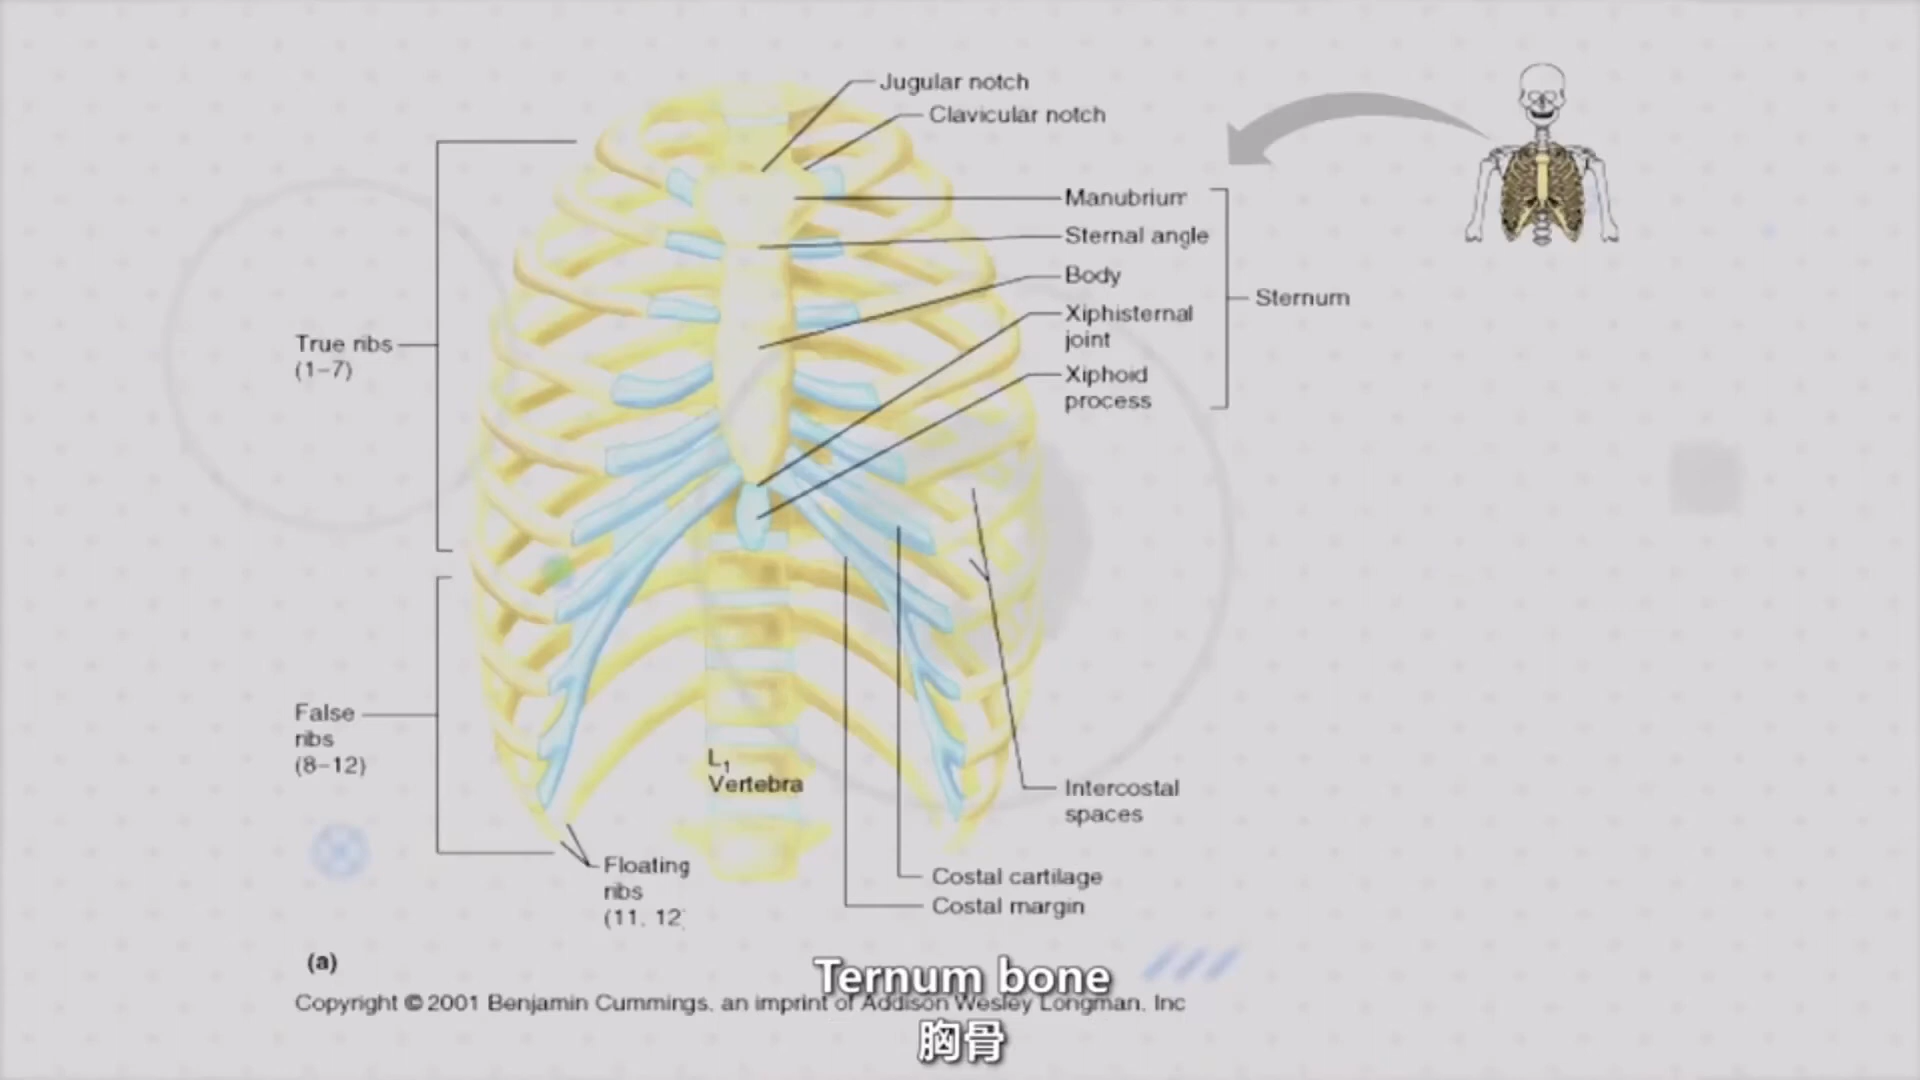 Jugular notch
Clavicular notch
Manubrium
Sternal angle
Body
Xiphisternal
joint
Xiphoid
process
Sternum
True ribs
(1–7)
False
ribs
(8–12)
L1
Vertebra
Intercostal
spaces
Floating
ribs
(11, 12)
Costal cartilage
Costal margin
(a)
Ternum bone
Copyright © 2001 Benjamin Cummings, an imprint of Addison Wesley Longman, Inc
胸骨